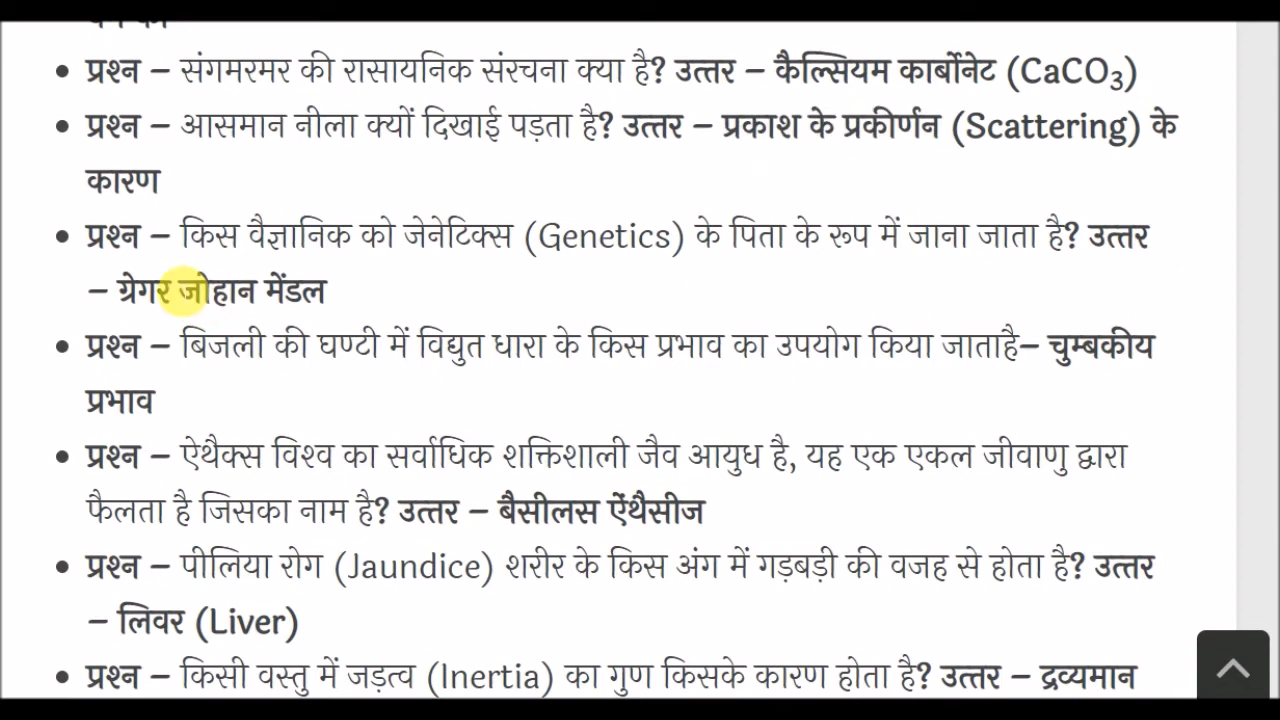 • प्रश्न – संगमरमर की रासायनिक संरचना क्या है? उत्तर – कैल्सियम कार्बोनेट (CaCO₃)
• प्रश्न – आसमान नीला क्यों दिखाई पड़ता है? उत्तर – प्रकाश के प्रकीर्णन (Scattering) के
कारण
• प्रश्न – किस वैज्ञानिक को जेनेटिक्स (Genetics) के पिता के रूप में जाना जाता है? उत्तर
– ग्रेगर जोहान मेंडल
• प्रश्न – बिजली की घण्टी में विद्युत धारा के किस प्रभाव का उपयोग किया जाताहै– चुम्बकीय
प्रभाव
• प्रश्न – ऐथैक्स विश्व का सर्वाधिक शक्तिशाली जैव आयुध है, यह एक एकल जीवाणु द्वारा
फैलता है जिसका नाम है? उत्तर – बैसीलस ऐंथैसीज
• प्रश्न – पीलिया रोग (Jaundice) शरीर के किस अंग में गड़बड़ी की वजह से होता है? उत्तर
– लिवर (Liver)
• प्रश्न – किसी वस्तु में जड़त्व (Inertia) का गुण किसके कारण होता है? उत्तर – द्रव्यमान